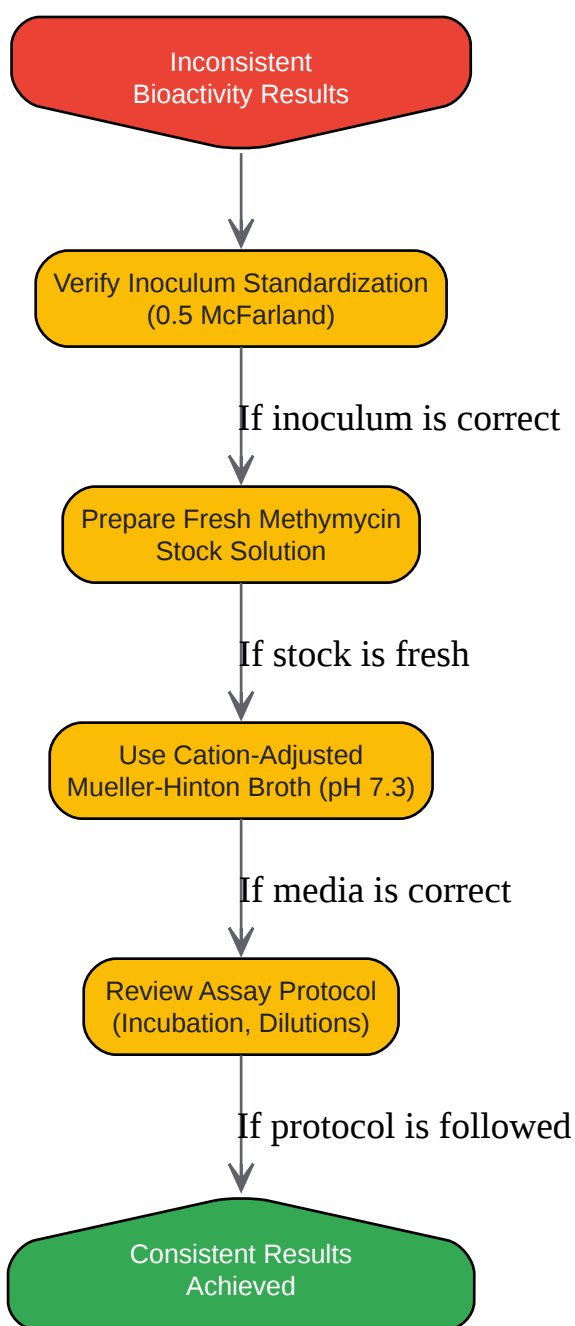 Inconsistent
Bioactivity Results
Verify Inoculum Standardization
(0.5 McFarland)
If inoculum is correct
Prepare Fresh Methymycin
Stock Solution
If stock is fresh
Use Cation-Adjusted
Mueller-Hinton Broth (pH 7.3)
If media is correct
Review Assay Protocol
(Incubation, Dilutions)
If protocol is followed
Consistent Results
Achieved